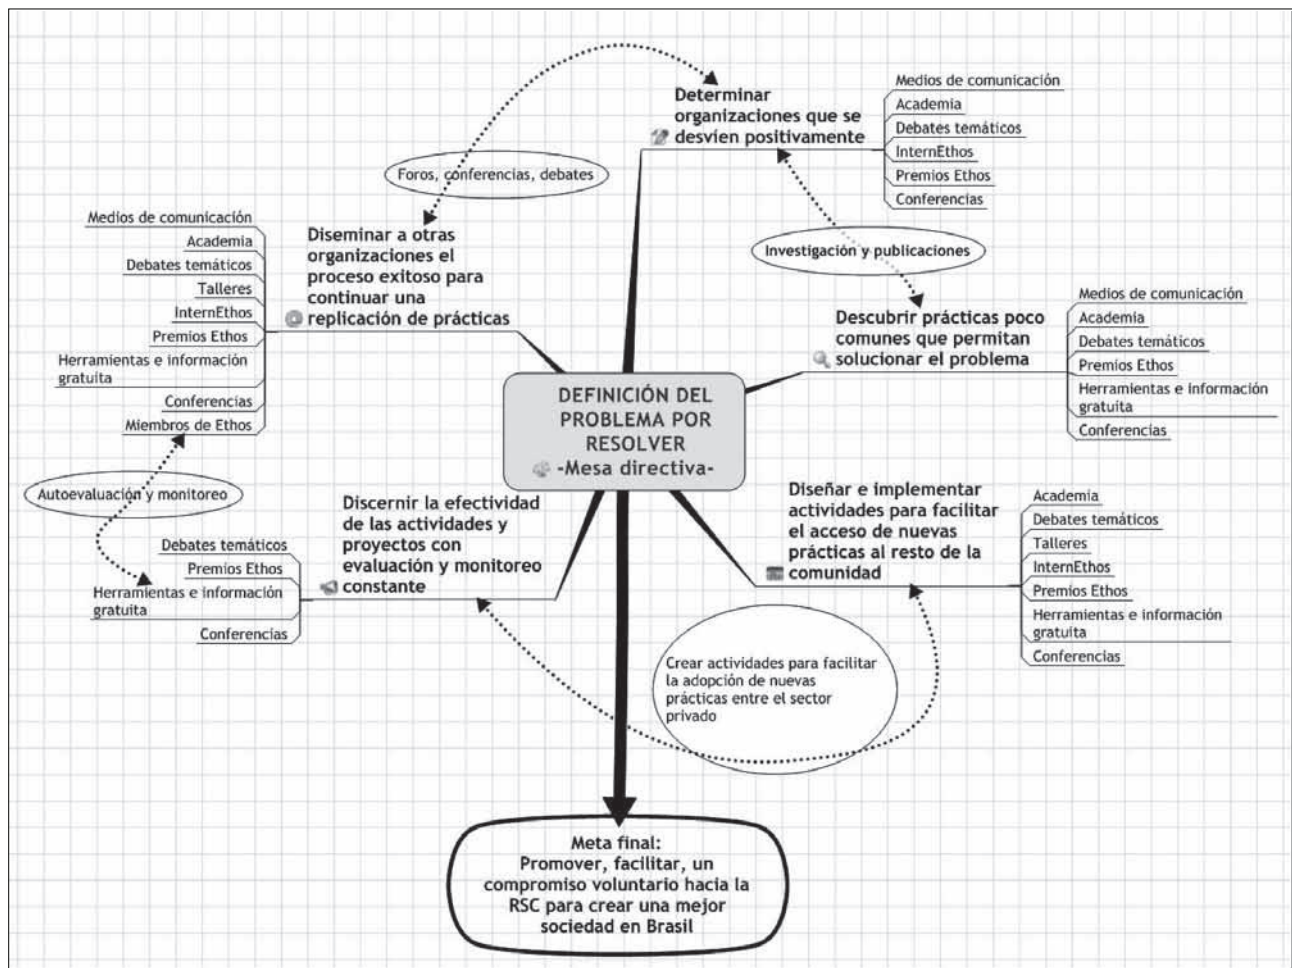 Determinar
organizaciones que se
desvíen positivamente
Medios de comunicación
Academia
Debates temáticos
InternEthos
Premios Ethos
Conferencias
Foros, conferencias, debates
Investigación y publicaciones
Medios de comunicación
Academia
Debates temáticos
Talleres
InternEthos
Premios Ethos
Herramientas e información
gratuita
Conferencias
Miembros de Ethos
Diseminar a otras
organizaciones el
proceso exitoso para
continuar una
replicación de prácticas
Descubrir prácticas poco
comunes que permitan
solucionar el problema
Medios de comunicación
Academia
Debates temáticos
Premios Ethos
Herramientas e información
gratuita
Conferencias
DEFINICIÓN DEL
PROBLEMA POR
RESOLVER
-Mesa directiva-
Autoevaluación y monitoreo
Discernir la efectividad
de las actividades y
proyectos con
evaluación y monitoreo
constante
Debates temáticos
Premios Ethos
Herramientas e información
gratuita
Conferencias
Diseñar e implementar
actividades para facilitar
el acceso de nuevas
prácticas al resto de la
comunidad
Academia
Debates temáticos
Talleres
InternEthos
Premios Ethos
Herramientas e información
gratuita
Conferencias
Crear actividades para facilitar
la adopción de nuevas
prácticas entre el sector
privado
Meta final:
Promover, facilitar, un
compromiso voluntario hacia la
RSC para crear una mejor
sociedad en Brasil